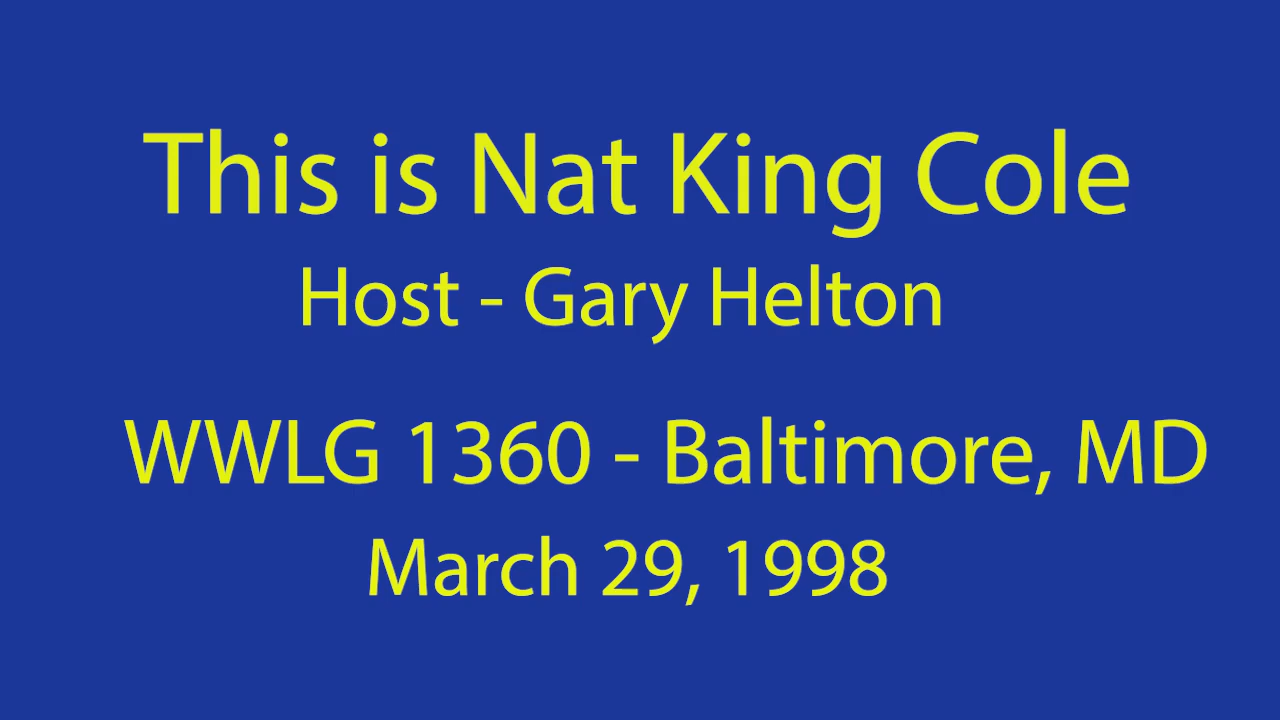 This is Nat King Cole
Host - Gary Helton
WWLG 1360 - Baltimore, MD
March 29, 1998